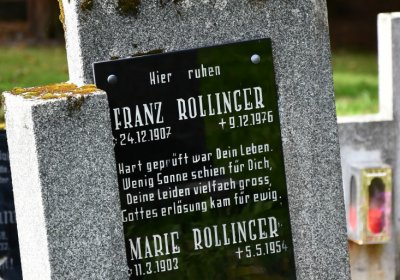 Hier ruhen
FRANZ ROLLINGER
* 24.12.1907 + 9.12.1976
Hart geprüft war Dein Leben.
Wenig Sonne schien für Dich,
Deine Leiden vielfach gross,
Gottes erlösung kam für ewig.
MARIE ROLLINGER
* 11.3.1903 + 5.5.1954